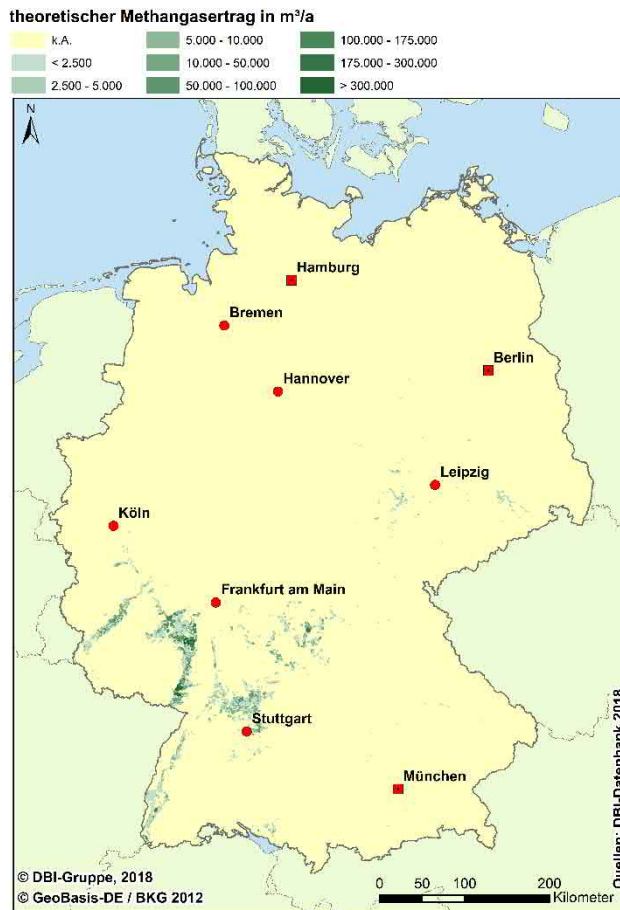 theoretischer Methangasertrag in m³/a
k.A.
5.000 - 10.000
100.000 - 175.000
< 2.500
10.000 - 50.000
175.000 - 300.000
2.500 - 5.000
50.000 - 100.000
> 300.000
N
Hamburg
Bremen
Berlin
Hannover
Leipzig
Köln
Frankfurt am Main
Stuttgart
München
Quellen: DBI-Datenbank 2018
© DBI-Gruppe, 2018
© GeoBasis-DE / BKG 2012
0 50 100 200
Kilometer